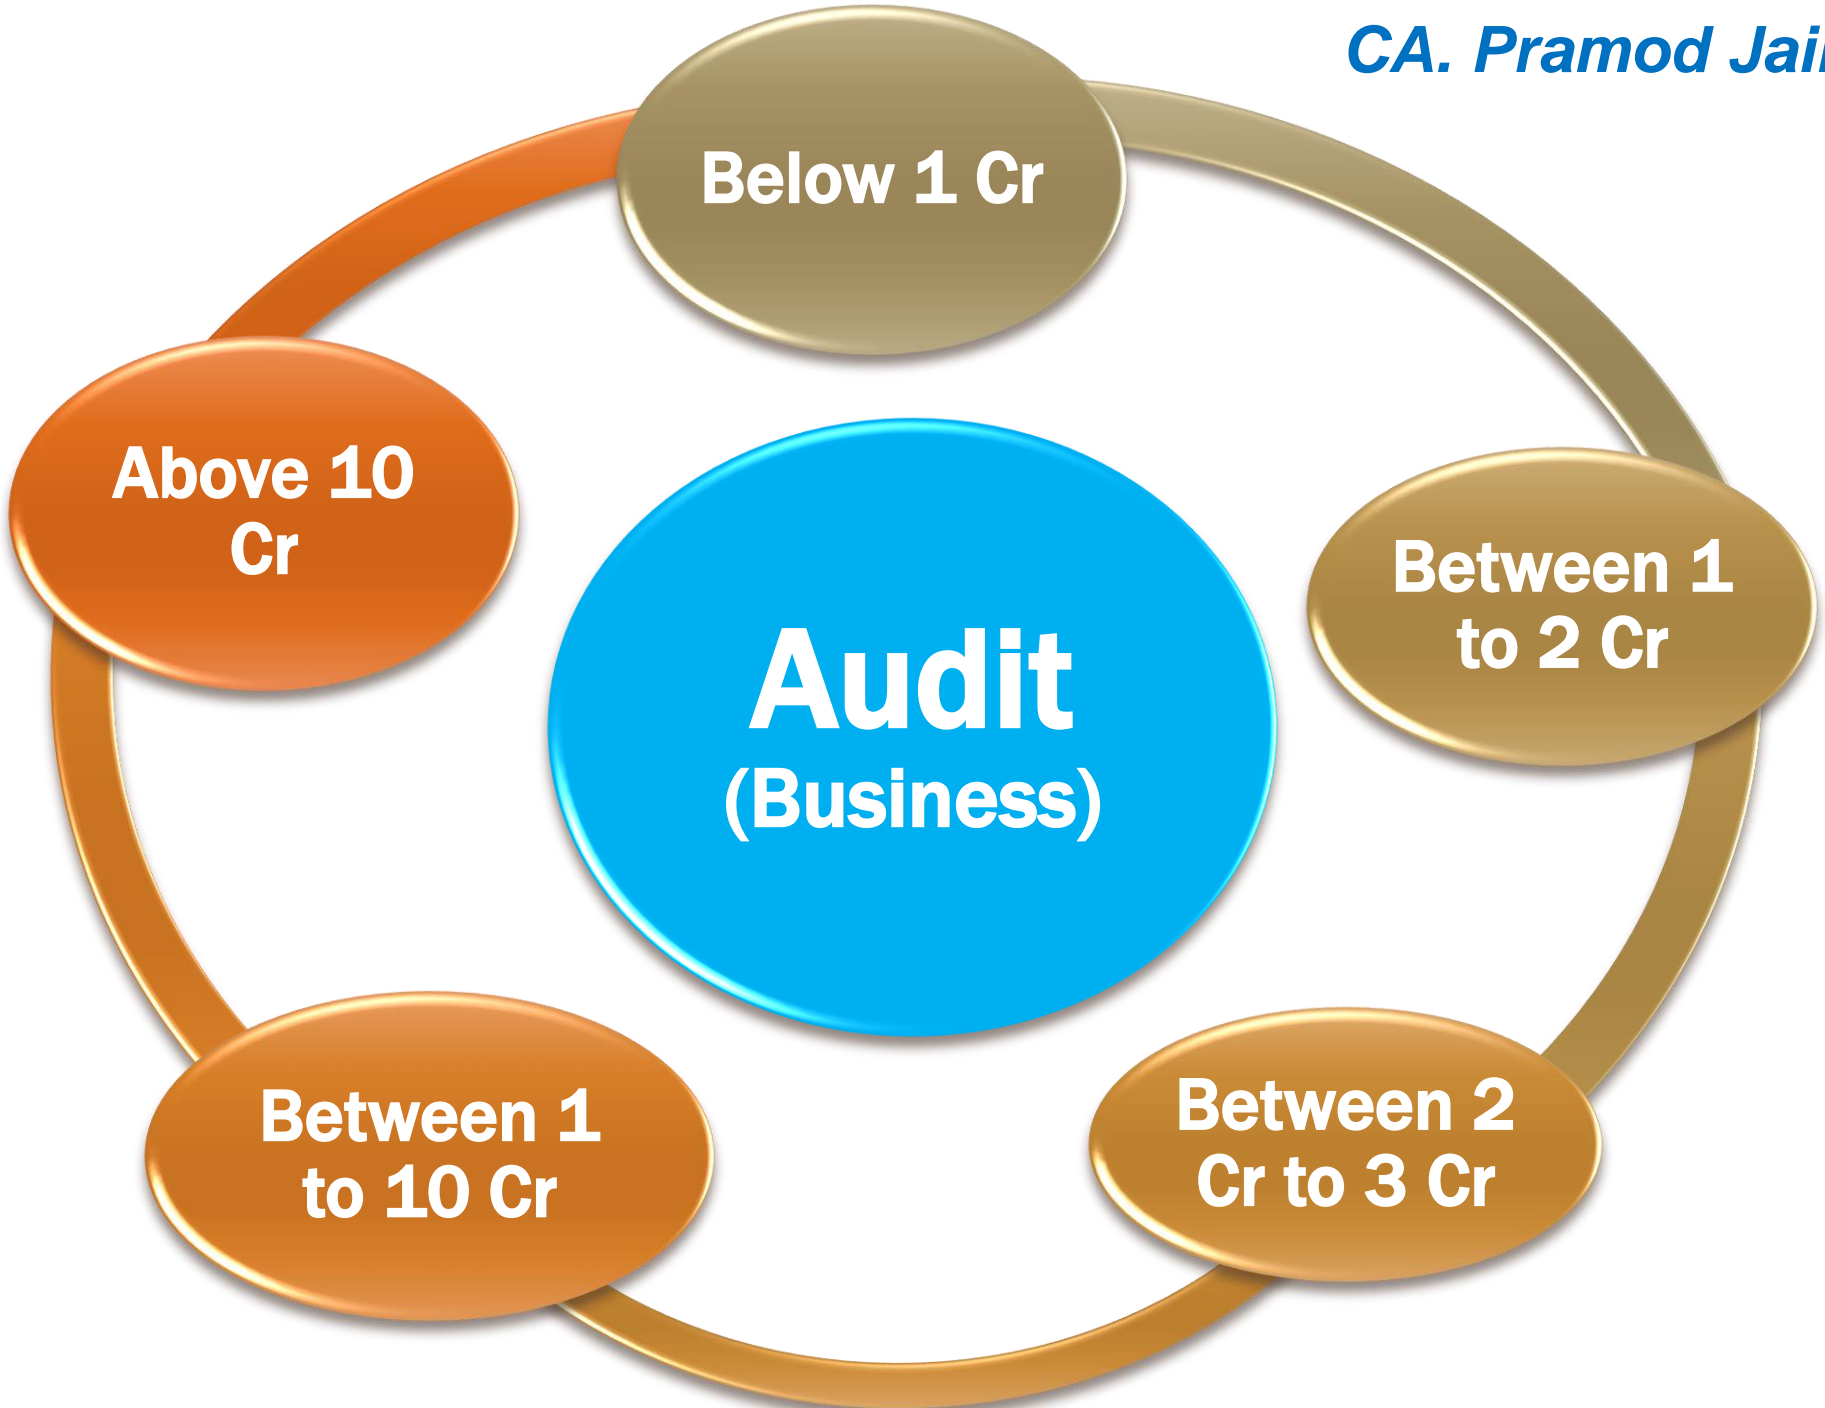 CA. Pramod Jain
Below 1 Cr
Between 1
to 2 Cr
Between 2
Cr to 3 Cr
Between 1
to 10 Cr
Above 10
Cr
Audit
(Business)